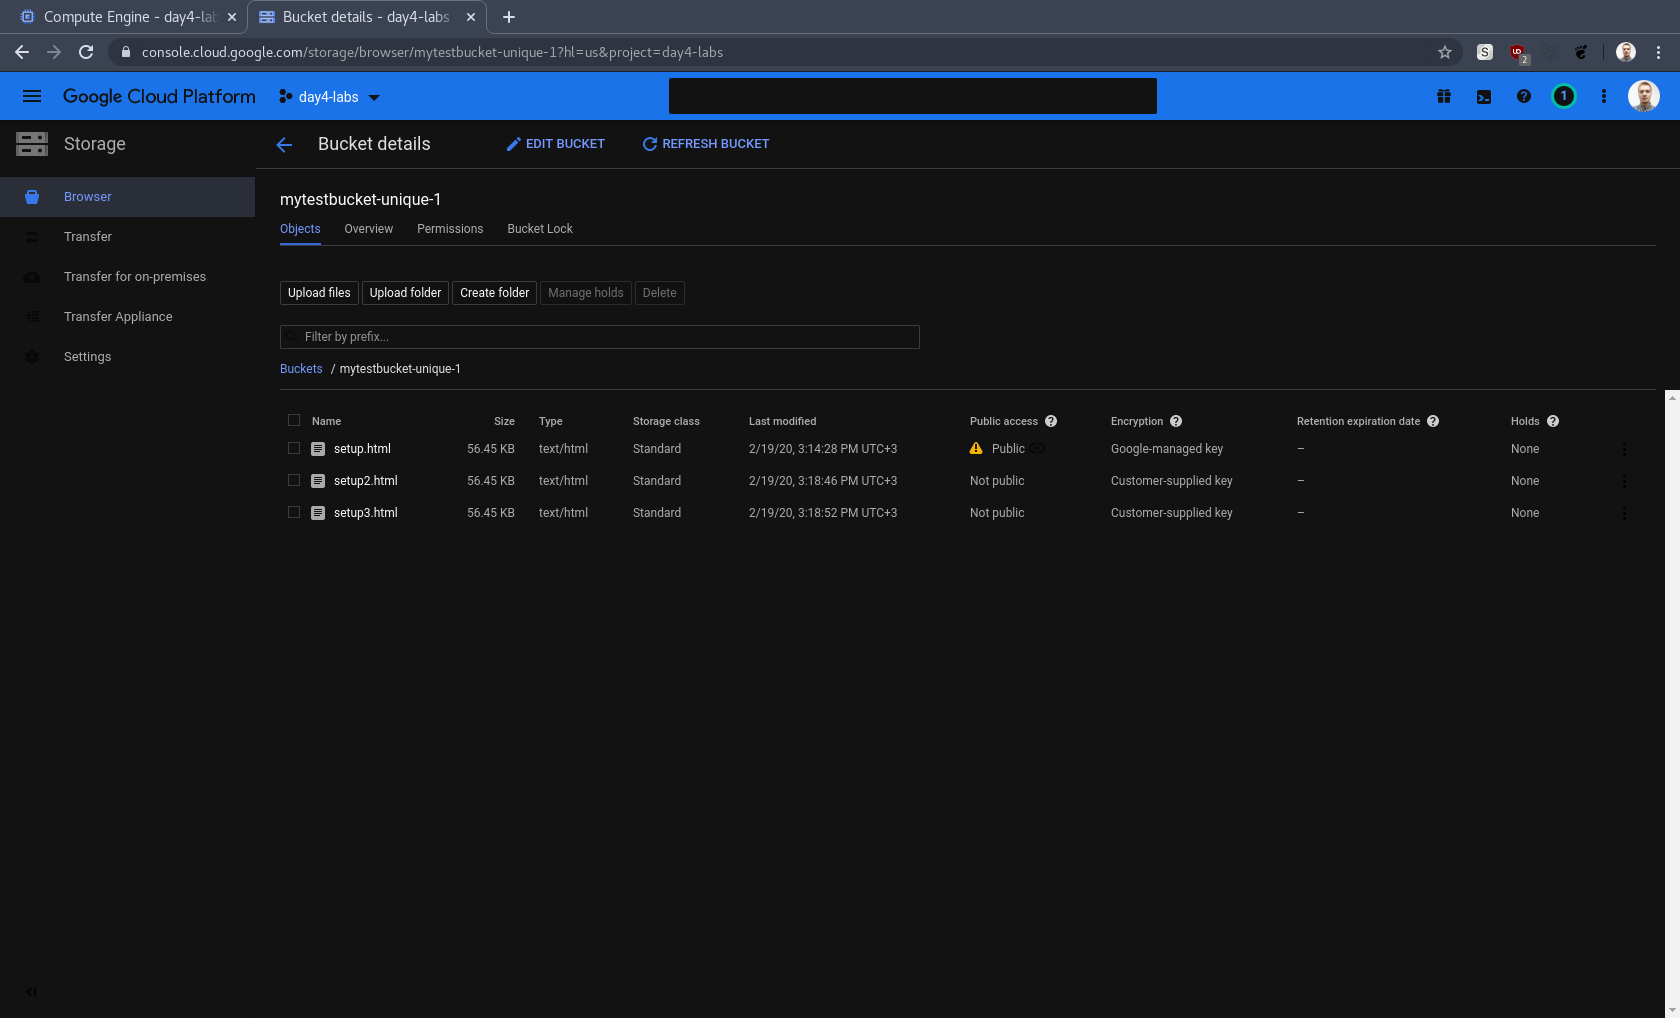 Compute Engine - day4-lab
Bucket details - day4-labs
console.cloud.google.com/storage/browser/mytestbucket-unique-1?hl=us&project=day4-labs
S
2
Google Cloud Platform
day4-labs
1
Storage
Bucket details
EDIT BUCKET
REFRESH BUCKET
Browser
Transfer
Transfer for on-premises
Transfer Appliance
Settings
mytestbucket-unique-1
Objects Overview Permissions Bucket Lock
Upload files Upload folder Create folder Manage holds Delete
Filter by prefix...
Buckets / mytestbucket-unique-1
Name Size Type Storage class Last modified Public access Encryption Retention expiration date Holds
setup.html 56.45 KB text/html Standard 2/19/20, 3:14:28 PM UTC+3 Public Google-managed key – None
setup2.html 56.45 KB text/html Standard 2/19/20, 3:18:46 PM UTC+3 Not public Customer-supplied key – None
setup3.html 56.45 KB text/html Standard 2/19/20, 3:18:52 PM UTC+3 Not public Customer-supplied key – None